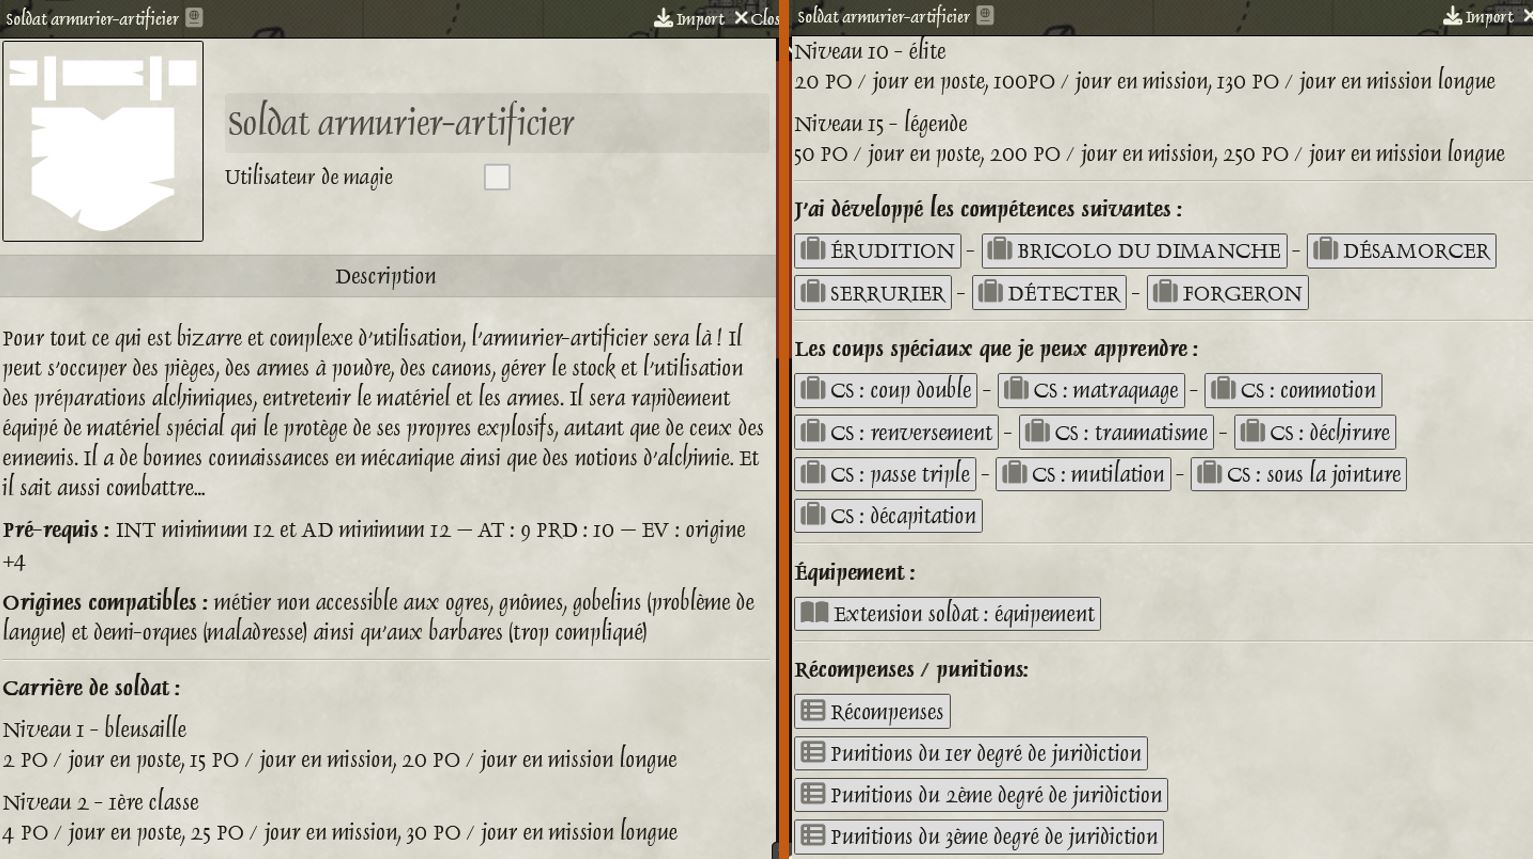 Soldat armurier-artificier
Import ×Clos
Soldat armurier-artificier
Utilisateur de magie
Description
Pour tout ce qui est bizarre et complexe d'utilisation, l'armurier-artificier sera là ! Il
peut s'occuper des pièges, des armes à poudre, des canons, gérer le stock et l'utilisation
des préparations alchimiques, entretenir le matériel et les armes. Il sera rapidement
équipé de matériel spécial qui le protège de ses propres explosifs, autant que de ceux des
ennemis. Il a de bonnes connaissances en mécanique ainsi que des notions d'alchimie. Et
il sait aussi combattre...
Pré-requis : INT minimum 12 et AD minimum 12 – AT : 9 PRD : 10 – EV : origine
+4
Origines compatibles : métier non accessible aux ogres, gnômes, gobelins (problème de
langue) et demi-orques (maladresse) ainsi qu'aux barbares (trop compliqué)
Carrière de soldat :
Niveau 1 - bleusaille
2 PO / jour en poste, 15 PO / jour en mission, 20 PO / jour en mission longue
Niveau 2 - 1ère classe
4 PO / jour en poste, 25 PO / jour en mission, 30 PO / jour en mission longue
Soldat armurier-artificier
Import ×
Niveau 10 - élite
20 PO / jour en poste, 100PO / jour en mission, 130 PO / jour en mission longue
Niveau 15 - légende
50 PO / jour en poste, 200 PO / jour en mission, 250 PO / jour en mission longue
J'ai développé les compétences suivantes :
ÉRUDITION - BRICOLO DU DIMANCHE - DÉSAMORCER
SERRURIER - DÉTECTER - FORGERON
Les coups spéciaux que je peux apprendre :
CS : coup double - CS : matraquage - CS : commotion
CS : renversement - CS : traumatisme - CS : déchirure
CS : passe triple - CS : mutilation - CS : sous la jointure
CS : décapitation
Équipement :
Extension soldat : équipement
Récompenses / punitions:
Récompenses
Punitions du 1er degré de juridiction
Punitions du 2ème degré de juridiction
Punitions du 3ème degré de juridiction